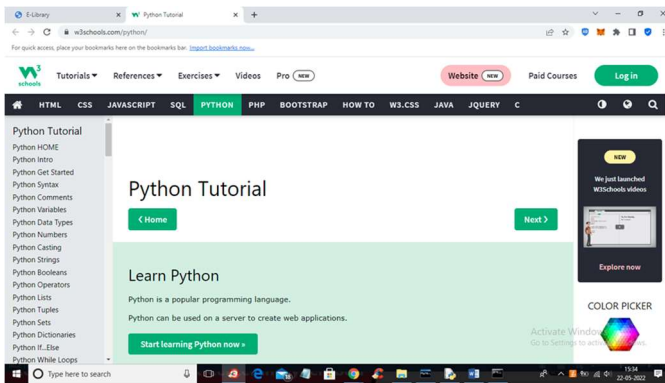 E-Library
Python Tutorial
w3schools.com/python/
For quick access, place your bookmarks here on the bookmarks bar. Import bookmarks now...
W3 schools Tutorials References Exercises Videos Pro NEW Website NEW Paid Courses Log in
HTML CSS JAVASCRIPT SQL PYTHON PHP BOOTSTRAP HOW TO W3.CSS JAVA JQUERY C
Python Tutorial
Python HOME
Python Intro
Python Get Started
Python Syntax
Python Comments
Python Variables
Python Data Types
Python Numbers
Python Casting
Python Strings
Python Booleans
Python Operators
Python Lists
Python Tuples
Python Sets
Python Dictionaries
Python If...Else
Python While Loops
Python Tutorial
❮ Home
Next ❯
Learn Python
Python is a popular programming language.
Python can be used on a server to create web applications.
Start learning Python now »
NEW
We just launched
W3Schools videos
Explore now
COLOR PICKER
Activate Windows
Go to Settings to activate Windows.
Type here to search
15:34
22-05-2022